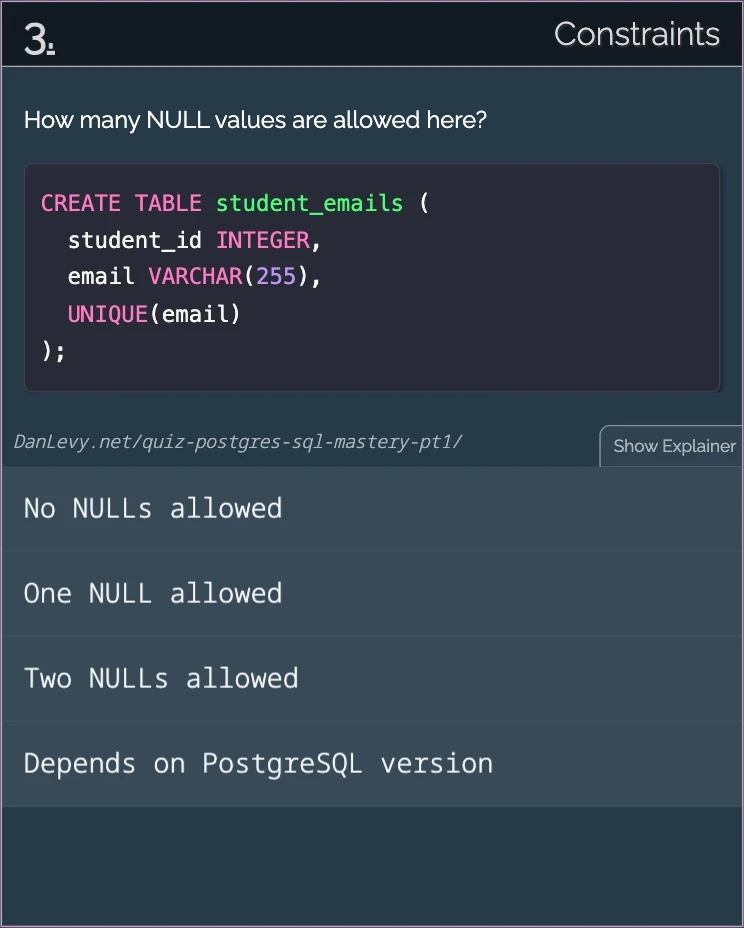 3.
Constraints
How many NULL values are allowed here?
CREATE TABLE student_emails (
  student_id INTEGER,
  email VARCHAR(255),
  UNIQUE(email)
);
DanLevy.net/quiz-postgres-sql-mastery-pt1/
Show Explainer
No NULLs allowed
One NULL allowed
Two NULLs allowed
Depends on PostgreSQL version